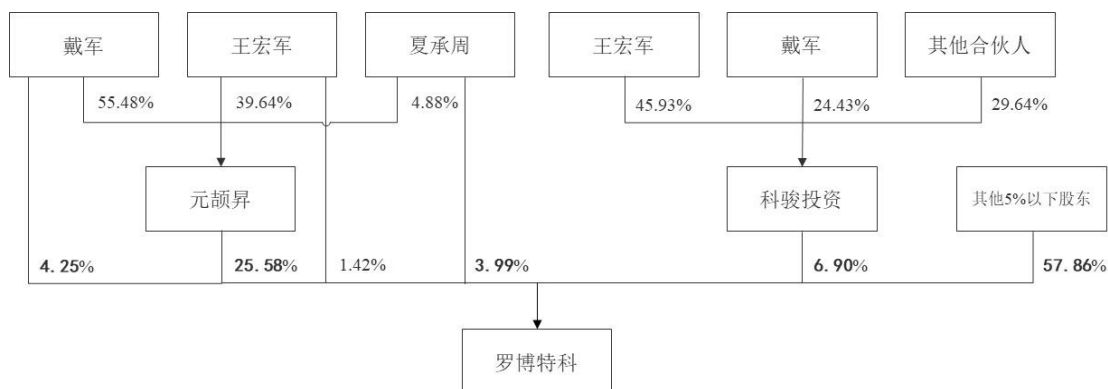 戴军
王宏军
夏承周
王宏军
戴军
其他合伙人
55.48%
39.64%
4.88%
45.93%
24.43%
29.64%
元颉昇
科骏投资
其他5%以下股东
4.25%
25.58%
1.42%
3.99%
6.90%
57.86%
罗博特科